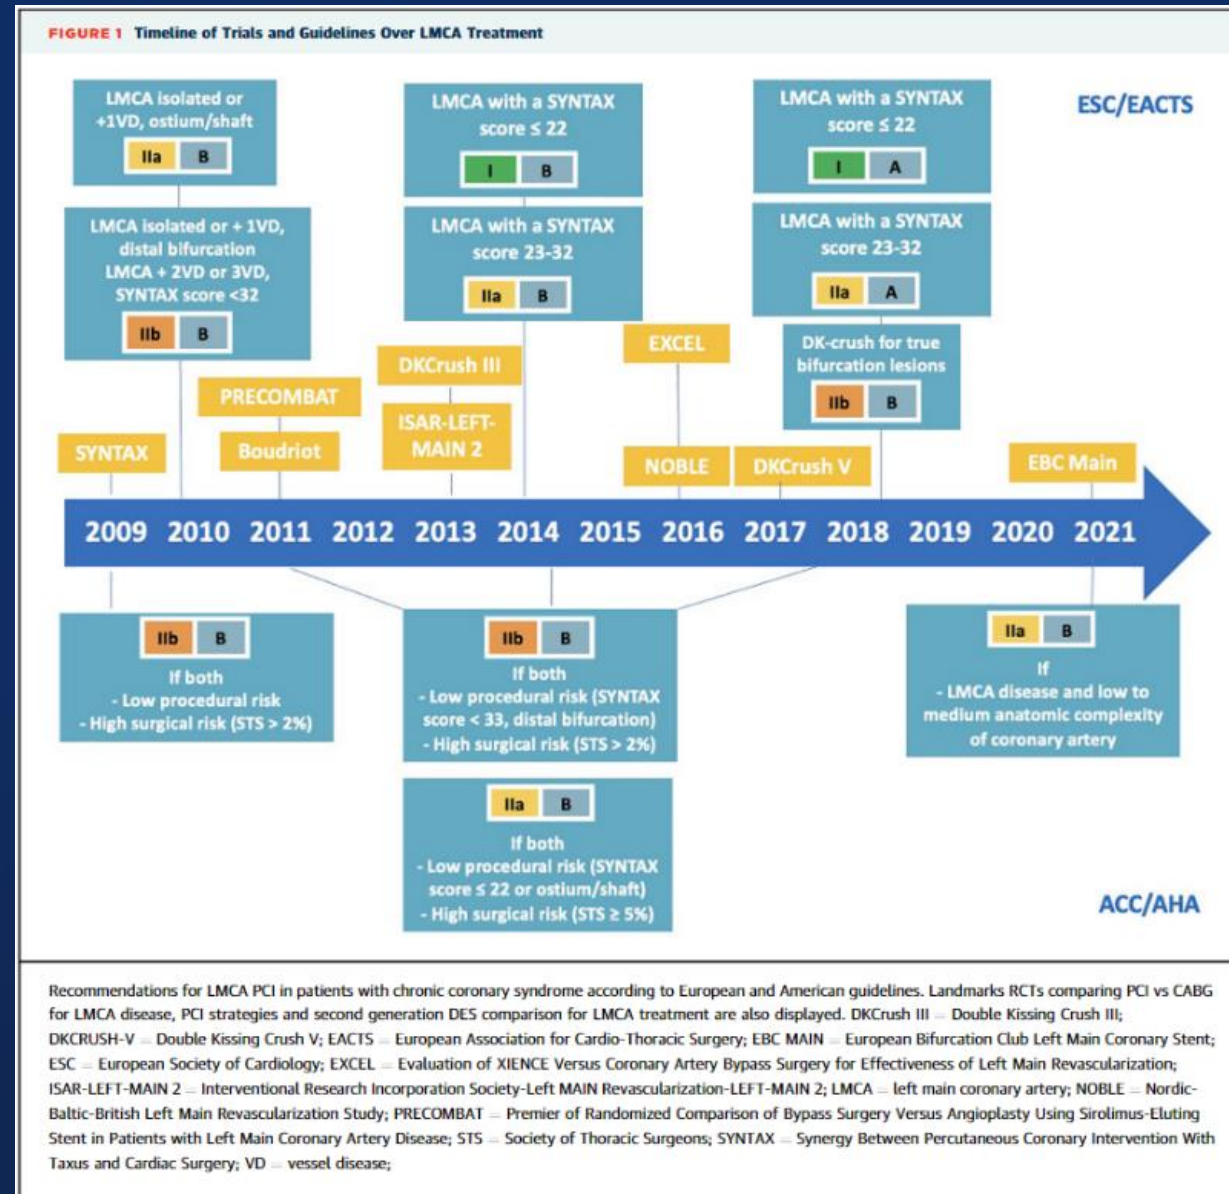 FIGURE 1 Timeline of Trials and Guidelines Over LMCA Treatment
LMCA isolated or
+1VD, ostium/shaft
IIa B
LMCA with a SYNTAX
score ≤ 22
I B
LMCA with a SYNTAX
score ≤ 22
I A
ESC/EACTS
LMCA isolated or + 1VD,
distal bifurcation
LMCA + 2VD or 3VD,
SYNTAX score <32
IIb B
LMCA with a SYNTAX
score 23-32
IIa B
LMCA with a SYNTAX
score 23-32
IIa A
DK-crush for true
bifurcation lesions
IIb B
SYNTAX
PRECOMBAT
Boudriot
DKCrush III
ISAR-LEFT-
MAIN 2
EXCEL
NOBLE
DKCrush V
EBC Main
2009 2010 2011 2012 2013 2014 2015 2016 2017 2018 2019 2020 2021
IIb B
If both
- Low procedural risk
- High surgical risk (STS > 2%)
IIb B
If both
- Low procedural risk (SYNTAX
score < 33, distal bifurcation)
- High surgical risk (STS > 2%)
IIa B
If
- LMCA disease and low to
medium anatomic complexity
of coronary artery
IIa B
If both
- Low procedural risk (SYNTAX
score ≤ 22 or ostium/shaft)
- High surgical risk (STS ≥ 5%)
ACC/AHA
Recommendations for LMCA PCI in patients with chronic coronary syndrome according to European and American guidelines. Landmarks RCTs comparing PCI vs CABG
for LMCA disease, PCI strategies and second generation DES comparison for LMCA treatment are also displayed. DKCrush III = Double Kissing Crush III;
DKCRUSH-V = Double Kissing Crush V; EACTS = European Association for Cardio-Thoracic Surgery; EBC MAIN = European Bifurcation Club Left Main Coronary Stent;
ESC = European Society of Cardiology; EXCEL = Evaluation of XIENCE Versus Coronary Artery Bypass Surgery for Effectiveness of Left Main Revascularization;
ISAR-LEFT-MAIN 2 = Interventional Research Incorporation Society-Left MAIN Revascularization-LEFT-MAIN 2; LMCA = left main coronary artery; NOBLE = Nordic-
Baltic-British Left Main Revascularization Study; PRECOMBAT = Premier of Randomized Comparison of Bypass Surgery Versus Angioplasty Using Sirolimus-Eluting
Stent in Patients with Left Main Coronary Artery Disease; STS = Society of Thoracic Surgeons; SYNTAX = Synergy Between Percutaneous Coronary Intervention With
Taxus and Cardiac Surgery; VD = vessel disease;